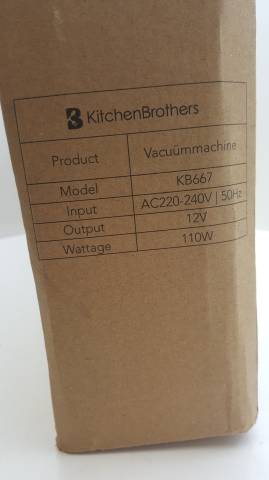 KitchenBrothers
Product Vacuümmachine
Model KB667
Input AC220-240V | 50Hz
Output 12V
Wattage 110W